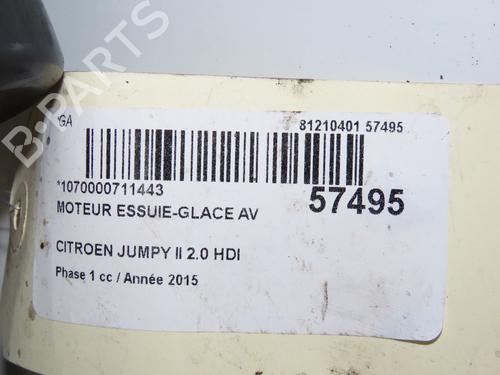 *GA
81210401 57495
*1070000711443
57495
MOTEUR ESSUIE-GLACE AV
CITROEN JUMPY II 2.0 HDI
Phase 1 cc / Année 2015
B-PARTS